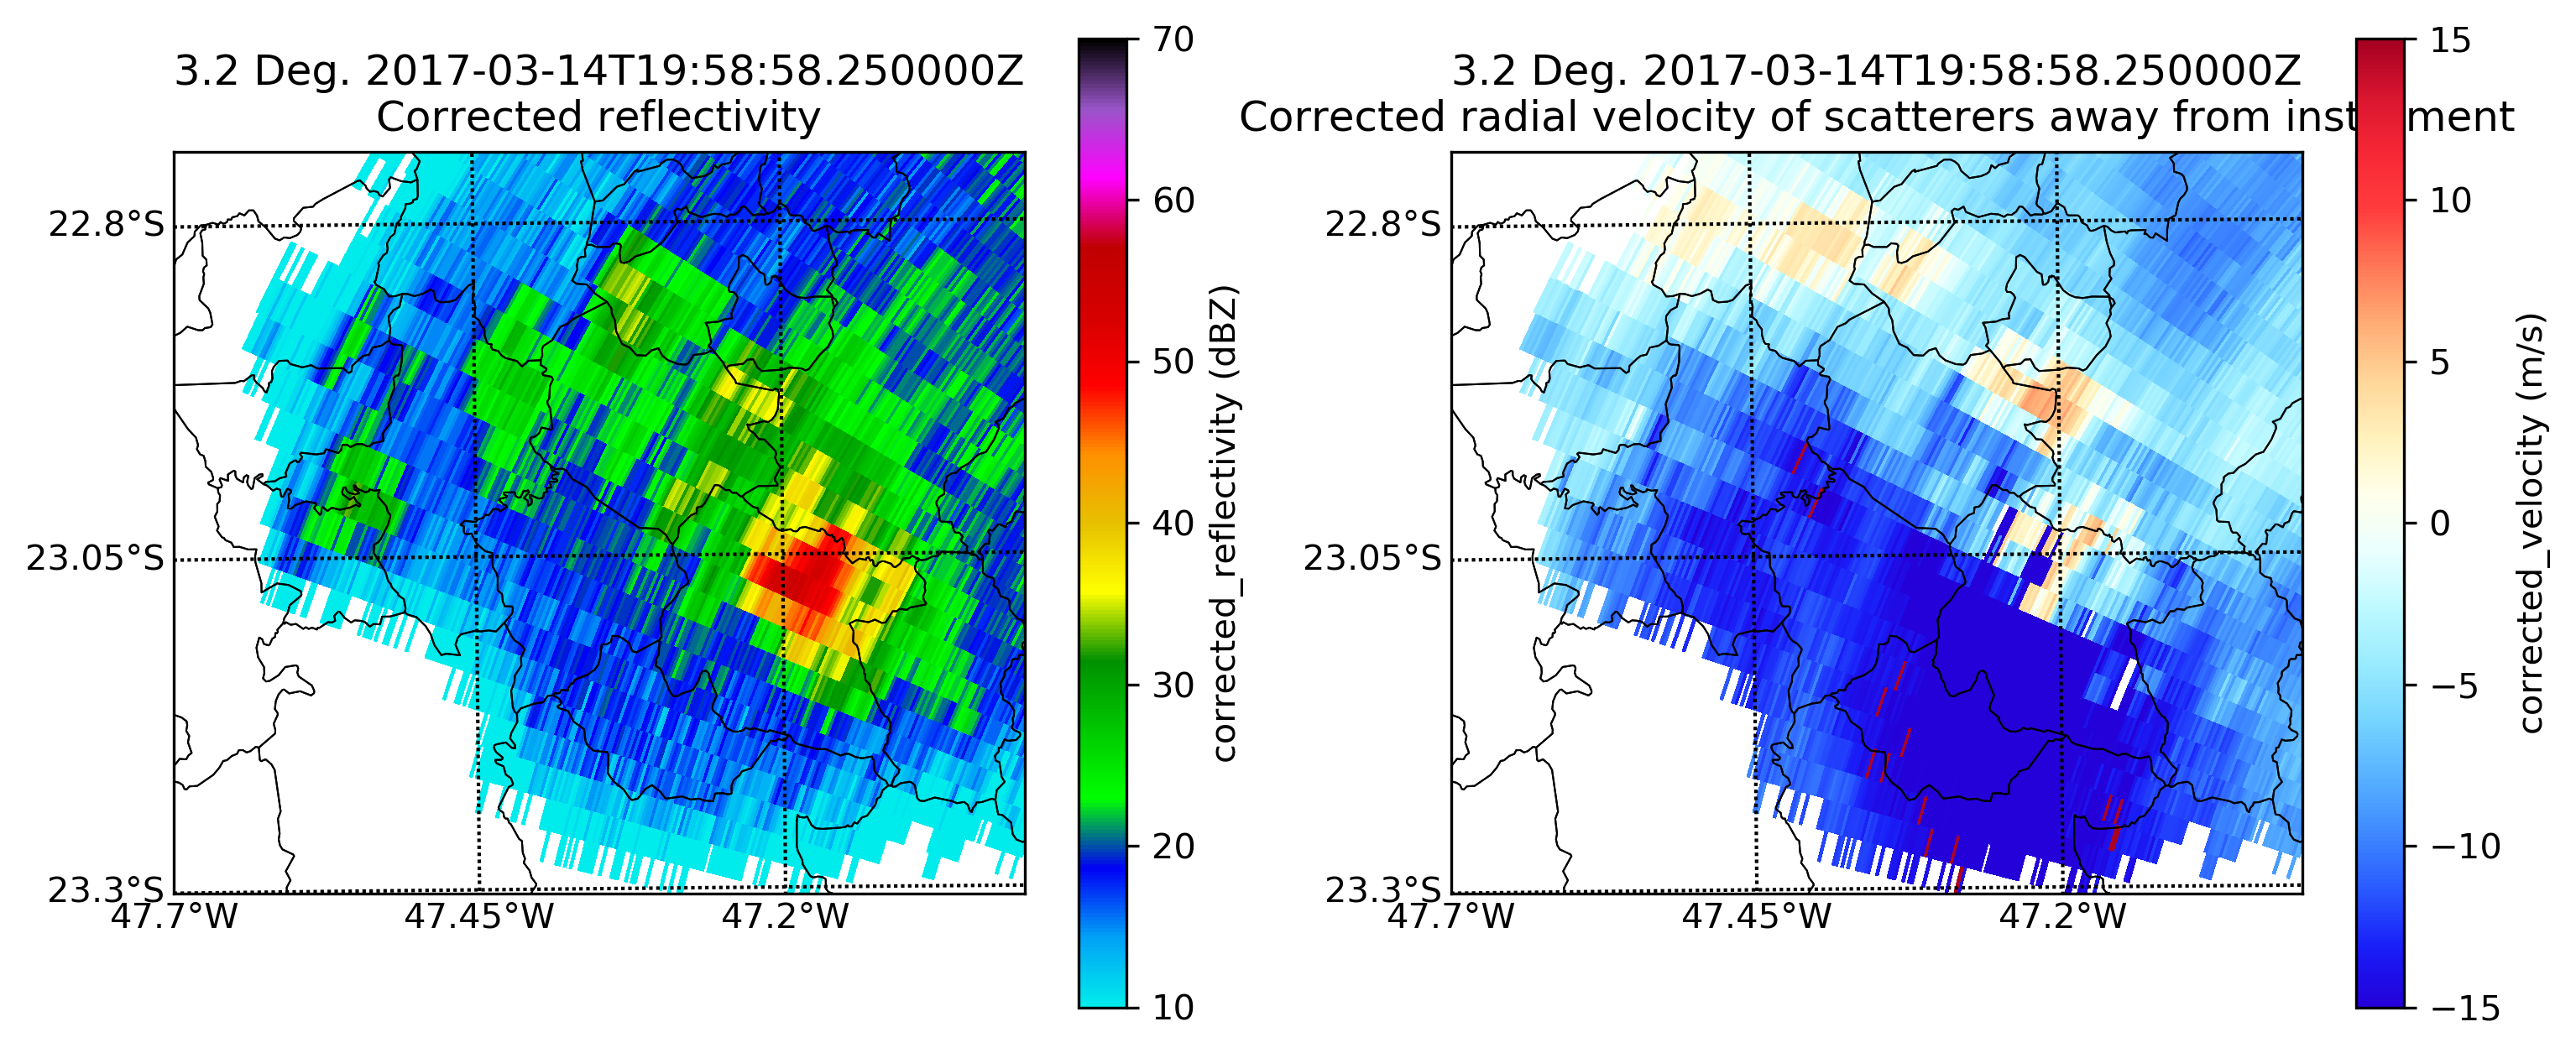 3.2 Deg. 2017-03-14T19:58:58.250000Z
Corrected reflectivity
22.8°S
23.05°S
23.3°S
47.7°W
47.45°W
47.2°W
70
60
50
40
30
20
10
corrected_reflectivity (dBZ)
3.2 Deg. 2017-03-14T19:58:58.250000Z
Corrected radial velocity of scatterers away from inst ment
22.8°S
23.05°S
23.3°S
47.7°W
47.45°W
47.2°W
15
10
5
0
−5
−10
−15
corrected_velocity (m/s)